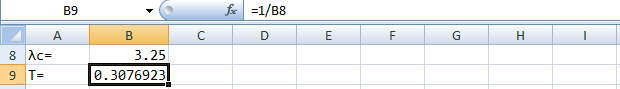 B9 fx =1/B8
A B C D E F G H I
8 λc= 3.25
9 T= 0.3076923